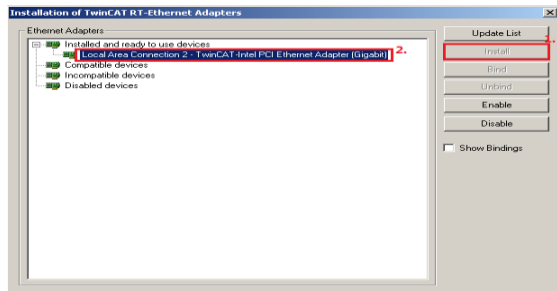 Installation of TwinCAT RT-Ethernet Adapters
Ethernet Adapters
Installed and ready to use devices
Local Area Connection 2 - TwinCAT-Intel PCI Ethernet Adapter (Gigabit)
2.
Compatible devices
Incompatible devices
Disabled devices
Update List
1.
Install
Bind
Unbind
Enable
Disable
Show Bindings